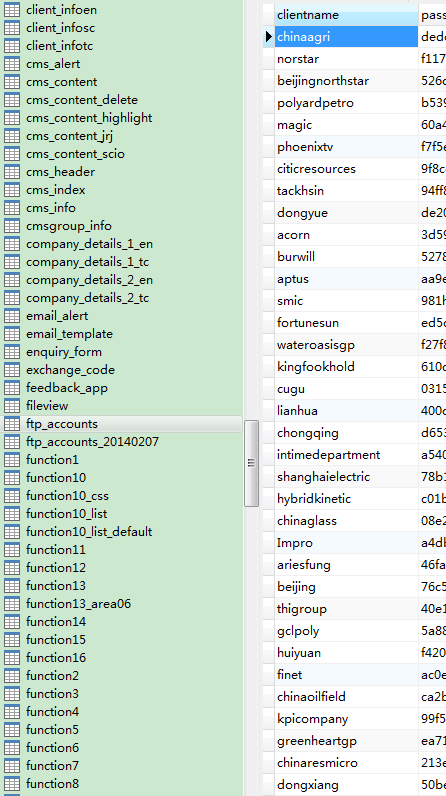 client_infoen
client_infosc
client_infotc
cms_alert
cms_content
cms_content_delete
cms_content_highlight
cms_content_jrj
cms_content_scio
cms_header
cms_index
cms_info
cmsgroup_info
company_details_1_en
company_details_1_tc
company_details_2_en
company_details_2_tc
email_alert
email_template
enquiry_form
exchange_code
feedback_app
fileview
ftp_accounts
ftp_accounts_20140207
function1
function10
function10_css
function10_list
function10_list_default
function11
function12
function13
function13_area06
function14
function15
function16
function2
function3
function4
function5
function6
function7
function8
clientname pass
chinaagri dede
norstar f117
beijingnorthstar 526c
polyardpetro b539
magic 60a4
phoenixtv f7f5e
citicresources 9f8c
tackhsin 94ff8
dongyue de20
acorn 3d59
burwill 5278
aptus aa9e
smic 981h
fortunesun ed5c
wateroasisgp f27f8
kingfookhold 610c
cugu 0315
lianhua 400c
chongqing d653
intimedepartment a540
shanghaielectric 78b1
hybridkinetic c01b
chinaglass 08e2
Impro a4db
ariesfung 46fa
beijing 76c5
thigroup 40e1
gclpoly 5a88
huiyuan f420
finet ac0e
chinaoilfield ca2b
kpicompany 99f5
greenheartgp ea71
chinaresmicro 213e
dongxiang 50be